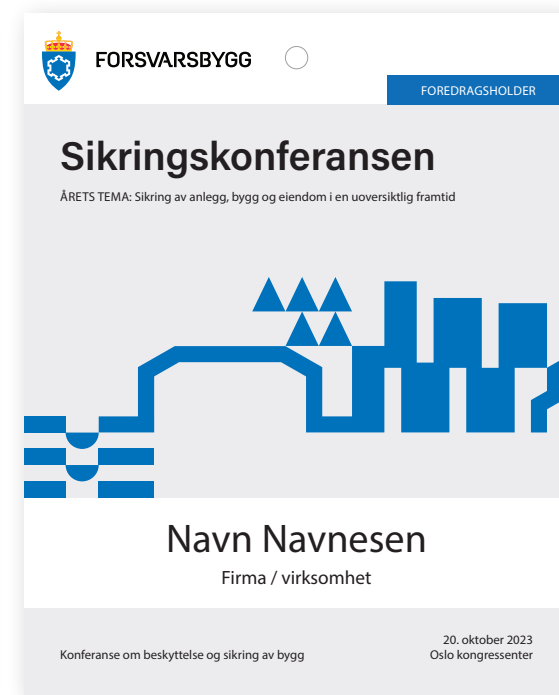 FORSVARSBYGG
FOREDRAGSHOLDER
Sikringskonferansen
ÅRETS TEMA: Sikring av anlegg, bygg og eiendom i en uoversiktlig framtid
Navn Navnesen
Firma / virksomhet
20. oktober 2023
Konferanse om beskyttelse og sikring av bygg
Oslo kongressenter